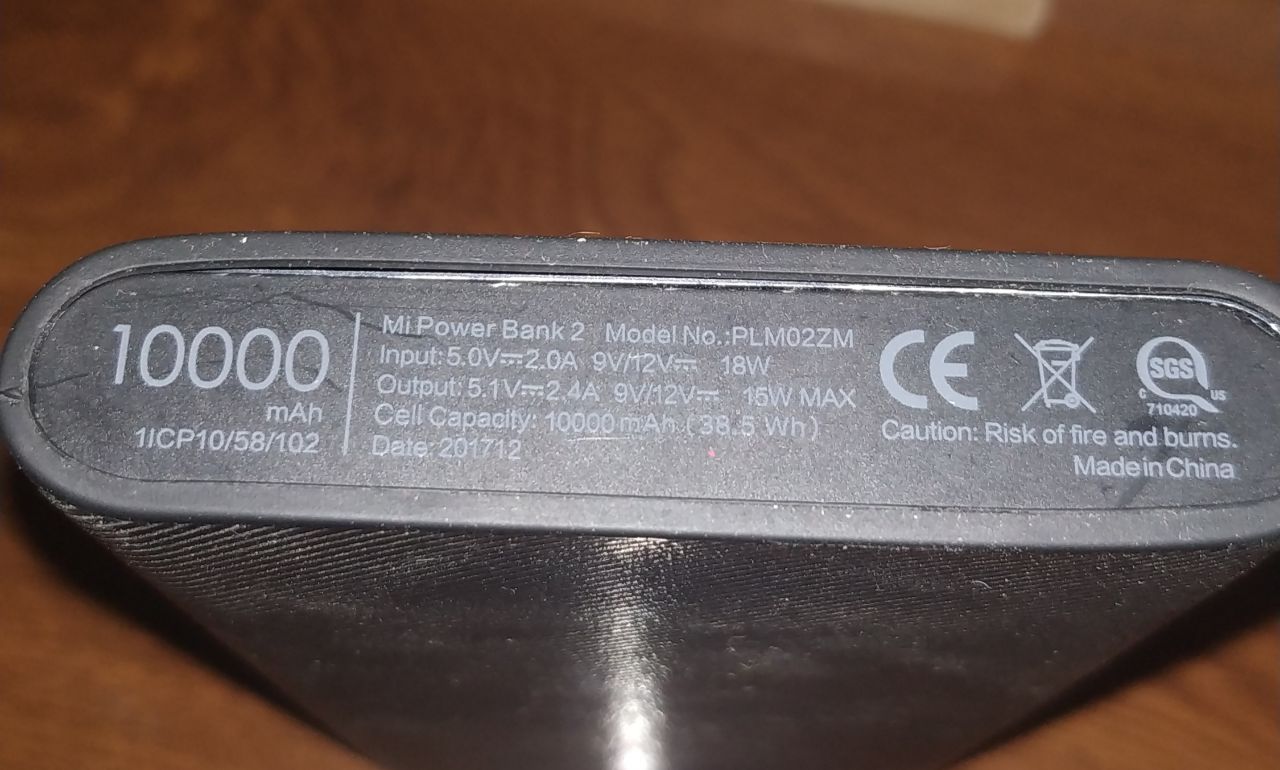 10000
mAh
1ICP10/58/102
Mi Power Bank 2 Model No.:PLM02ZM
Input: 5.0V⎓2.0A 9V/12V⎓ 18W
Output: 5.1V⎓2.4A 9V/12V⎓ 15W MAX
Cell Capacity: 10000 mAh (38.5 Wh)
Date: 201712
CE
SGS
C US
710420
Caution: Risk of fire and burns.
Made in China